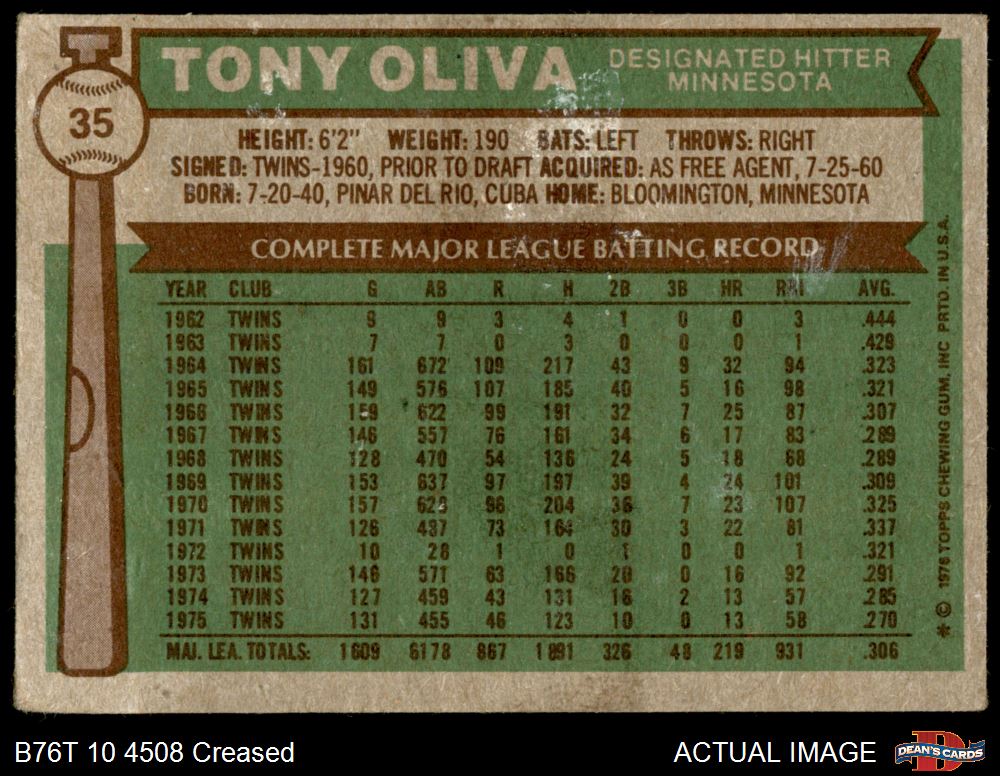 TONY OLIVA
DESIGNATED HITTER
MINNESOTA
35
HEIGHT: 6'2" WEIGHT: 190 BATS: LEFT THROWS: RIGHT
SIGNED: TWINS-1960, PRIOR TO DRAFT ACQUIRED: AS FREE AGENT, 7-25-60
BORN: 7-20-40, PINAR DEL RIO, CUBA HOME: BLOOMINGTON, MINNESOTA
COMPLETE MAJOR LEAGUE BATTING RECORD
YEAR CLUB G AB R H 2B 3B HR RBI AVG.
1962 TWINS 9 9 3 4 1 0 0 3 .444
1963 TWINS 7 7 0 3 0 0 0 1 .429
1964 TWINS 161 672 109 217 43 9 32 94 .323
1965 TWINS 149 576 107 185 40 5 16 98 .321
1966 TWINS 159 622 99 191 32 7 25 87 .307
1967 TWINS 146 557 76 161 34 6 17 83 .289
1968 TWINS 128 470 54 136 24 5 18 68 .289
1969 TWINS 153 637 97 197 39 4 24 101 .309
1970 TWINS 157 628 96 204 36 7 23 107 .325
1971 TWINS 126 487 73 164 30 3 22 81 .337
1972 TWINS 10 28 1 1 0 0 1 .321
1973 TWINS 146 571 63 166 20 0 16 92 .291
1974 TWINS 127 459 43 131 16 2 13 57 .285
1975 TWINS 131 455 46 123 10 0 13 58 .270
MAJ. LEA. TOTALS: 1609 6178 867 1891 326 48 219 931 .306
* © 1976 TOPPS CHEWING GUM, INC PRTD. IN U.S.A.
B76T 10 4508 Creased
ACTUAL IMAGE
DEAN'S CARDS